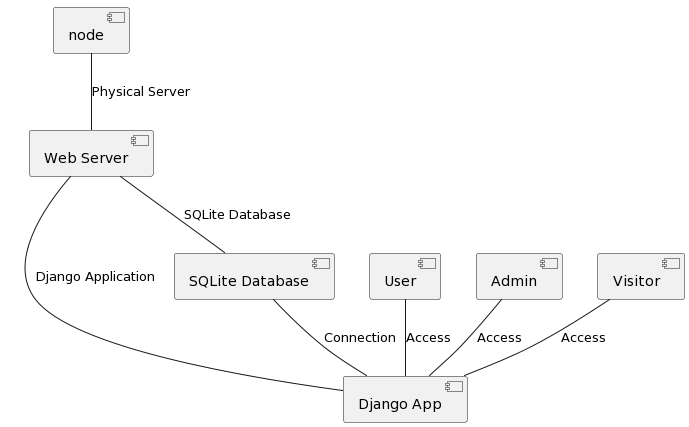 node
Physical Server
Web Server
SQLite Database
Django Application
SQLite Database
User
Admin
Visitor
Connection
Access
Access
Access
Django App